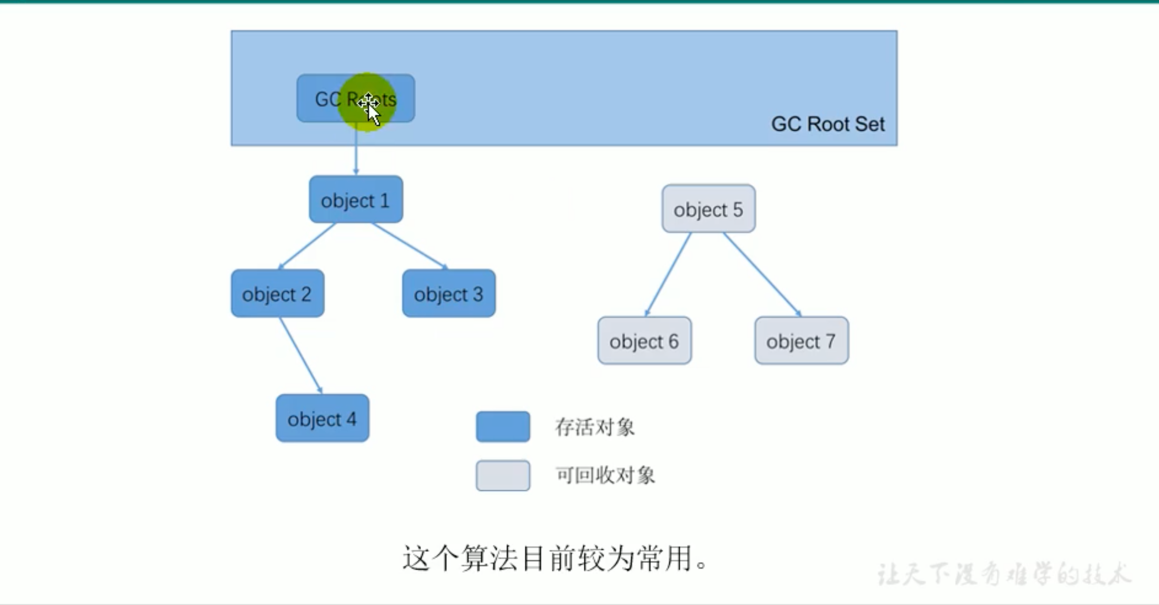 GC Roots
GC Root Set
object 1
object 5
object 2
object 3
object 6
object 7
object 4
存活对象
可回收对象
这个算法目前较为常用。
让天下没有难学的技术